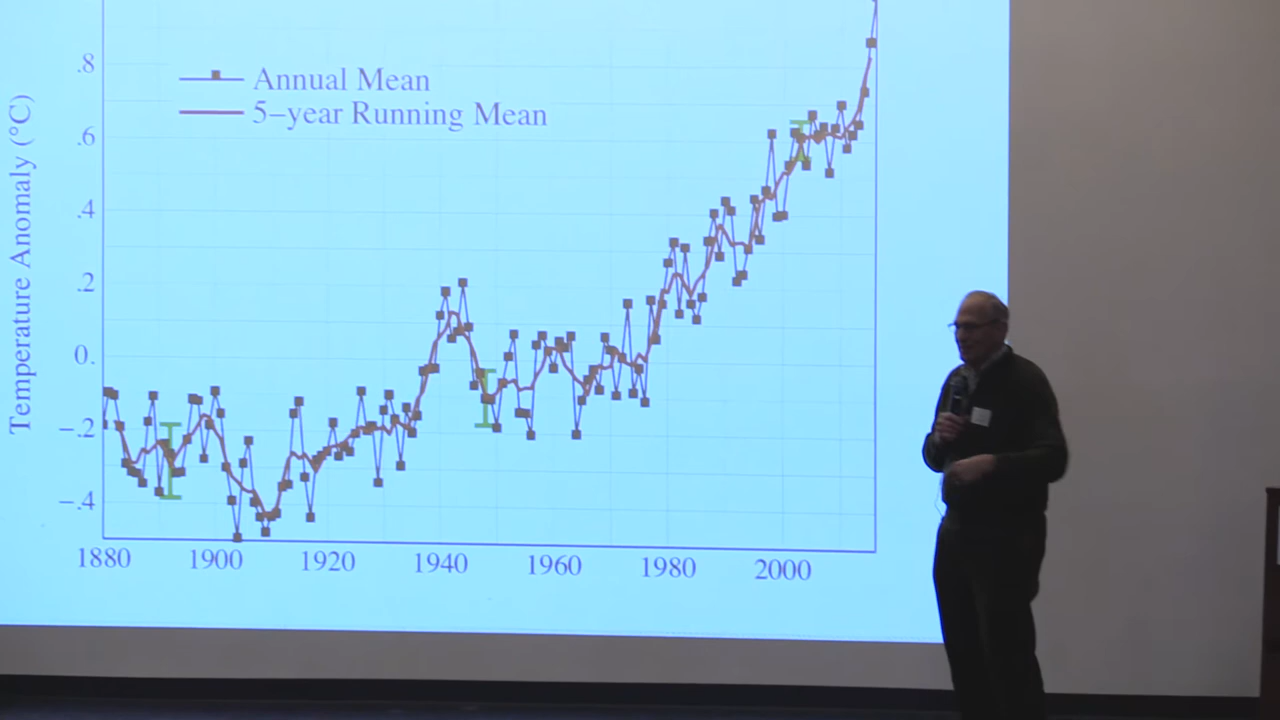 Temperature Anomaly (°C)
Annual Mean
5−year Running Mean
.8
.6
.4
.2
0.
−.2
−.4
1880 1900 1920 1940 1960 1980 2000